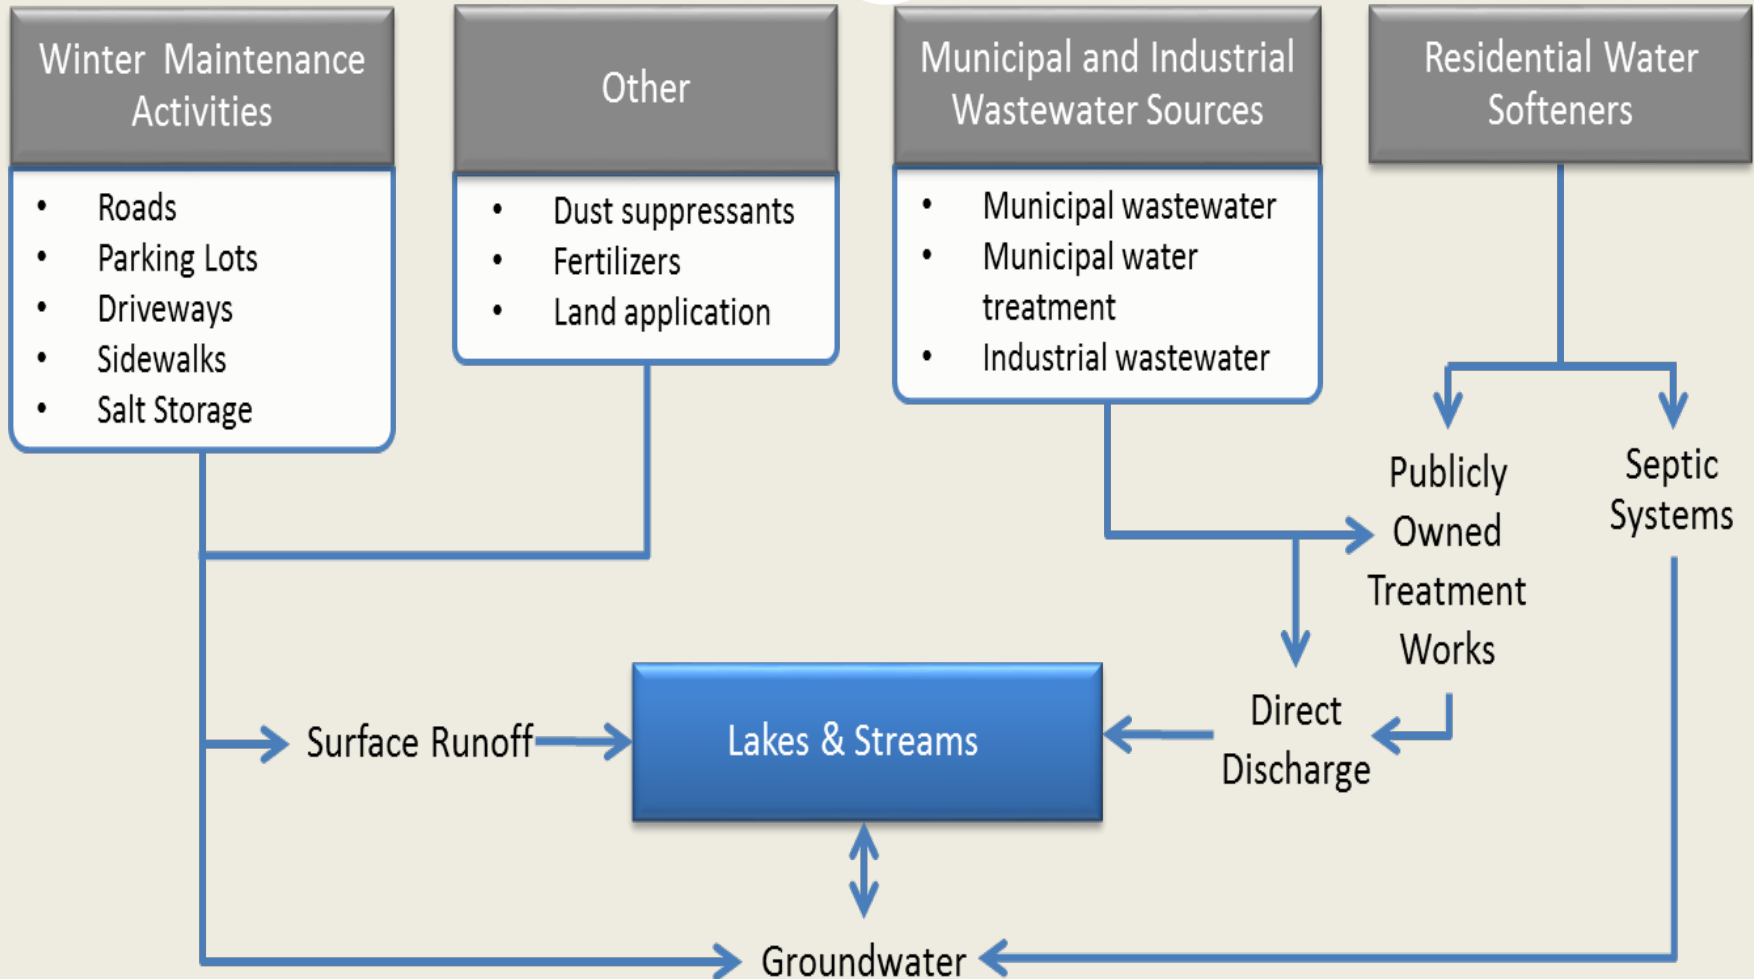 Winter Maintenance
Activities
• Roads
• Parking Lots
• Driveways
• Sidewalks
• Salt Storage
Other
• Dust suppressants
• Fertilizers
• Land application
Municipal and Industrial
Wastewater Sources
• Municipal wastewater
• Municipal water
treatment
• Industrial wastewater
Residential Water
Softeners
Publicly
Owned
Treatment
Works
Septic
Systems
Surface Runoff
Lakes & Streams
Direct
Discharge
Groundwater